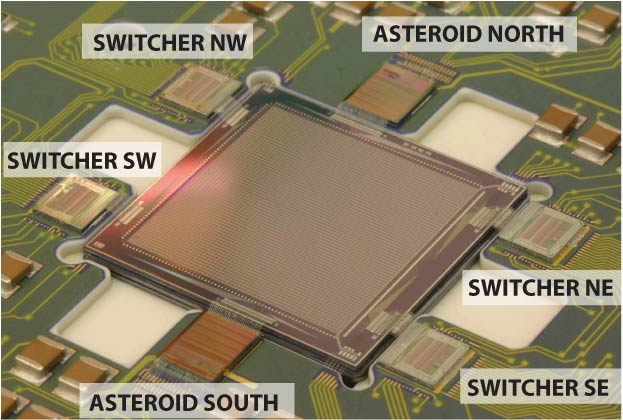 SWITCHER NW
ASTEROID NORTH
SWITCHER SW
SWITCHER NE
SWITCHER SE
ASTEROID SOUTH